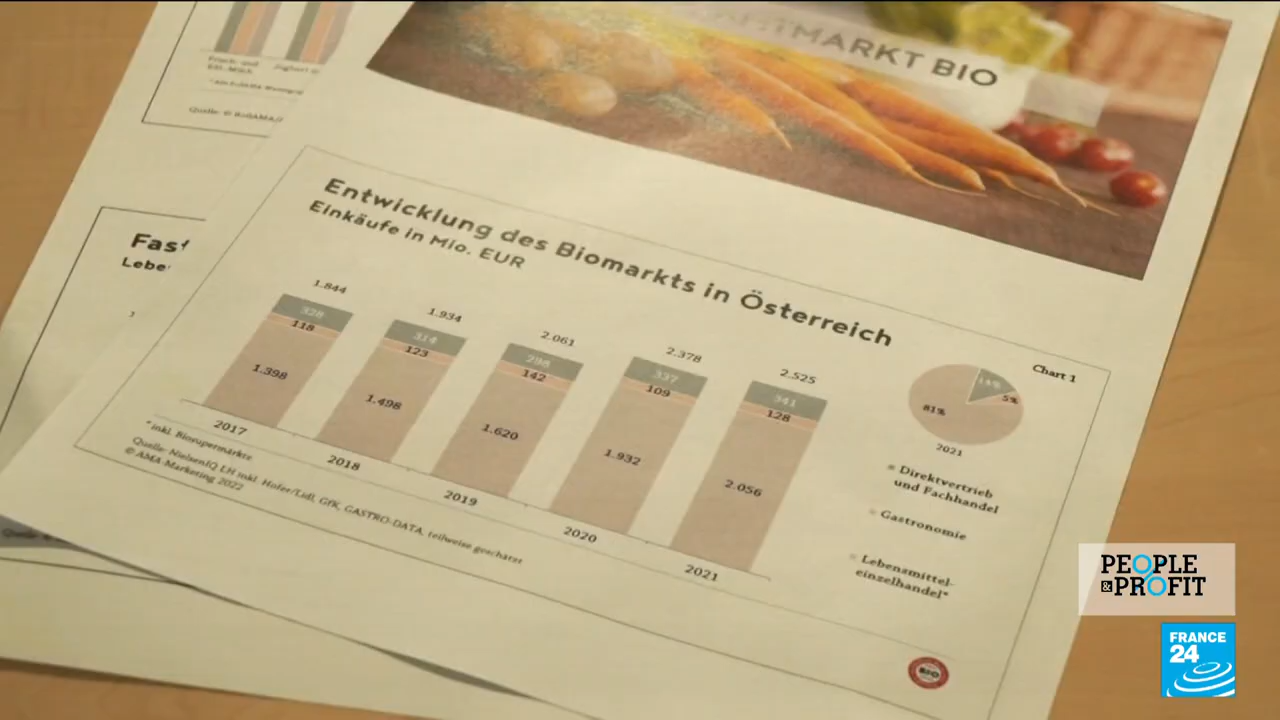 MARKT BIO
Frisch- und
Joghurt
Quelle: © RollAMA/
Fast
Lebe
Entwicklung des Biomarkts in Österreich
Einkäufe in Mio. EUR
1.844
1.934
2.061
2.378
2.525
328
314
298
337
341
118
123
142
109
128
1.398
1.498
1.620
1.932
2.056
2017
2018
2019
2020
2021
*inkl. Biosupermärkte
Quelle: NielsenIQ LH inkl. Hofer/Lidl, GfK, GASTRO-DATA, teilweise geschätzt
© AMA-Marketing 2022
Chart 1
14%
5%
81%
2021
Direktvertrieb
und Fachhandel
Gastronomie
Lebensmittel-
einzelhandel*
BIO
PEOPLE
&PROFIT
FRANCE
24